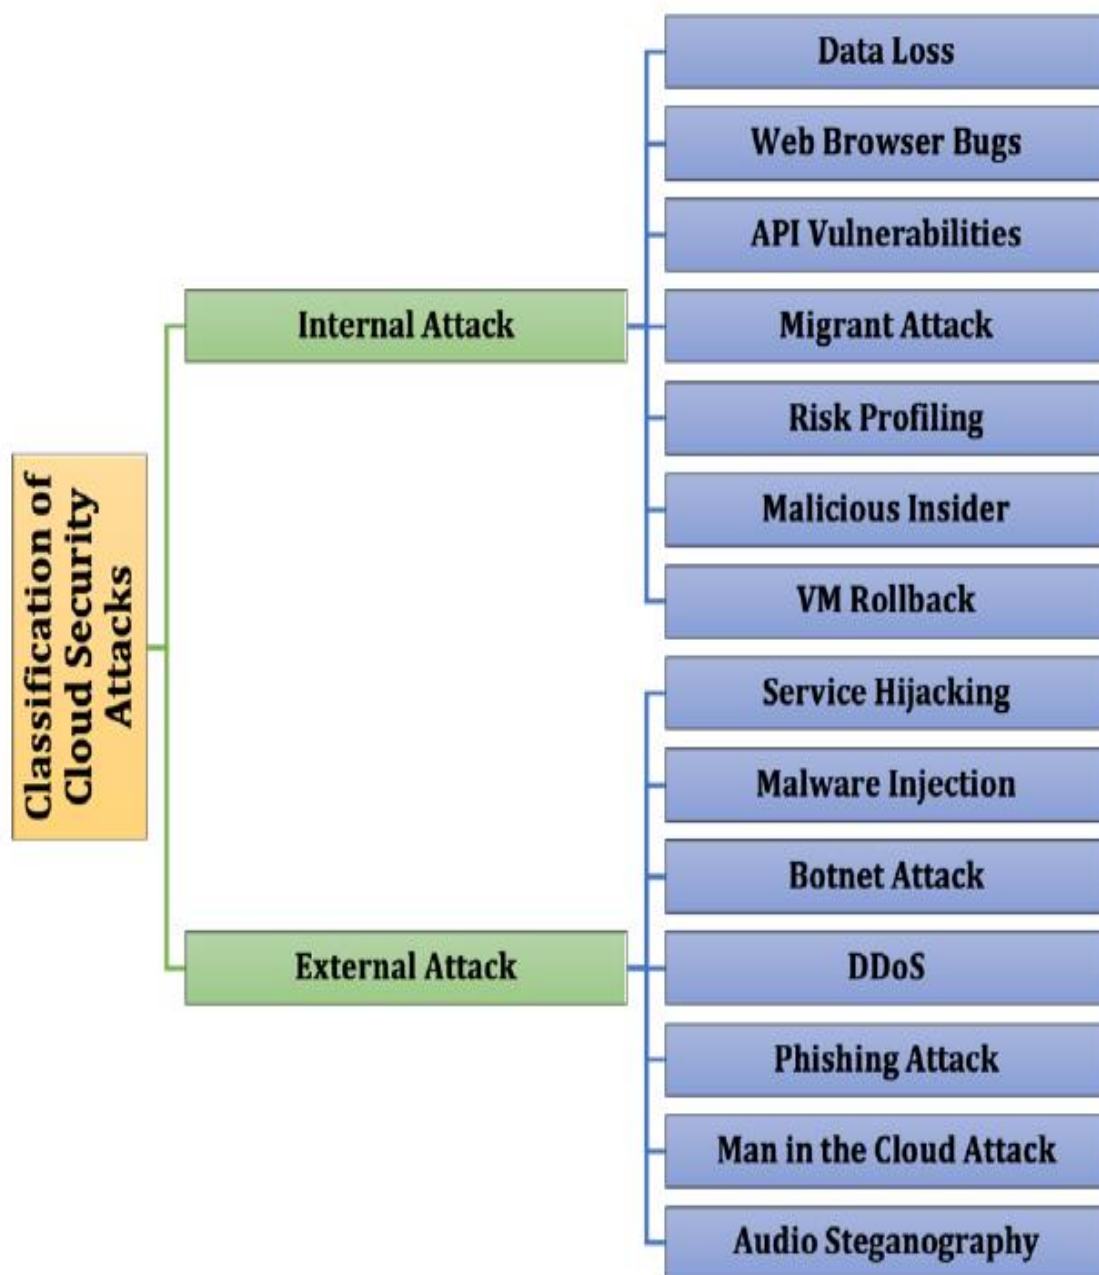 Classification of
Cloud Security
Attacks
Internal Attack
Data Loss
Web Browser Bugs
API Vulnerabilities
Migrant Attack
Risk Profiling
Malicious Insider
VM Rollback
External Attack
Service Hijacking
Malware Injection
Botnet Attack
DDoS
Phishing Attack
Man in the Cloud Attack
Audio Steganography